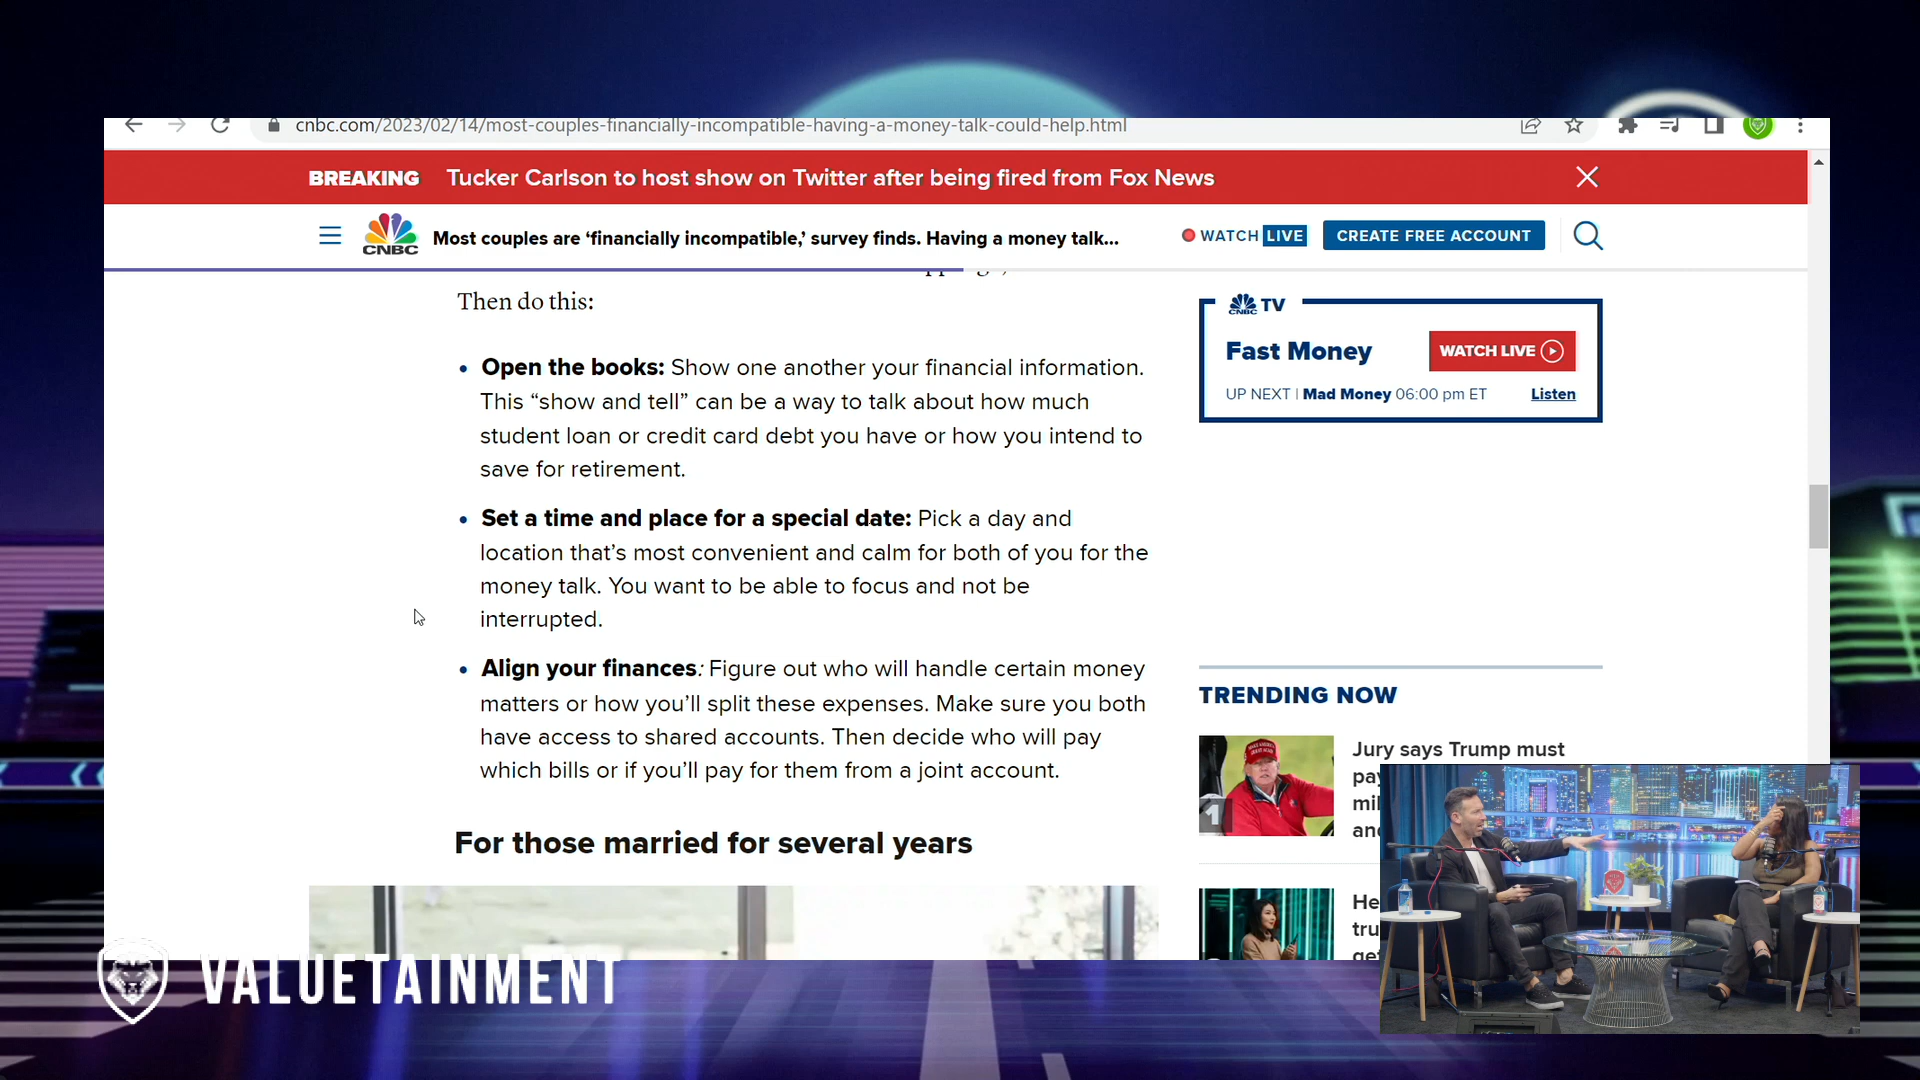 cnbc.com/2023/02/14/most-couples-financially-incompatible-having-a-money-talk-could-help.html
BREAKING Tucker Carlson to host show on Twitter after being fired from Fox News
CNBC Most couples are ‘financially incompatible,’ survey finds. Having a money talk... WATCH LIVE CREATE FREE ACCOUNT
Then do this:
• Open the books: Show one another your financial information.
This “show and tell” can be a way to talk about how much
student loan or credit card debt you have or how you intend to
save for retirement.
• Set a time and place for a special date: Pick a day and
location that’s most convenient and calm for both of you for the
money talk. You want to be able to focus and not be
interrupted.
• Align your finances: Figure out who will handle certain money
matters or how you’ll split these expenses. Make sure you both
have access to shared accounts. Then decide who will pay
which bills or if you’ll pay for them from a joint account.
For those married for several years
CNBC TV
Fast Money WATCH LIVE
UP NEXT | Mad Money 06:00 pm ET Listen
TRENDING NOW
1
Jury says Trump must
VALUETAINMENT